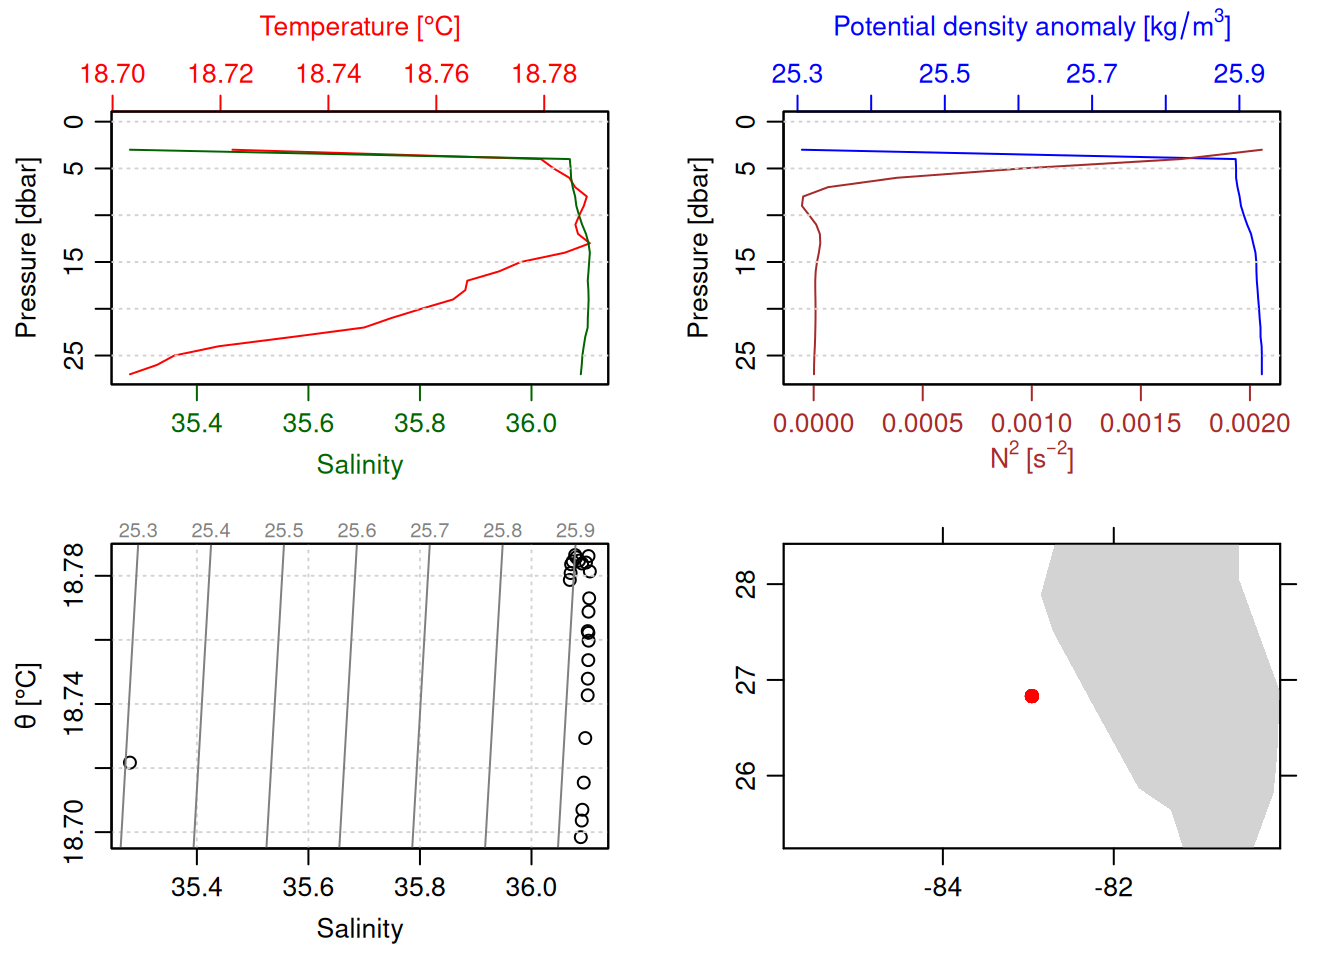 Temperature [°C]
18.70 18.72 18.74 18.76 18.78
Pressure [dbar]
0
5
15
25
35.4 35.6 35.8 36.0
Salinity
Potential density anomaly [kg/m³]
25.3 25.5 25.7 25.9
Pressure [dbar]
0
5
15
25
0.0000 0.0005 0.0010 0.0015 0.0020
N² [s⁻²]
25.3 25.4 25.5 25.6 25.7 25.8 25.9
θ [°C]
18.78
18.74
18.70
35.4 35.6 35.8 36.0
Salinity
28
27
26
-84 -82